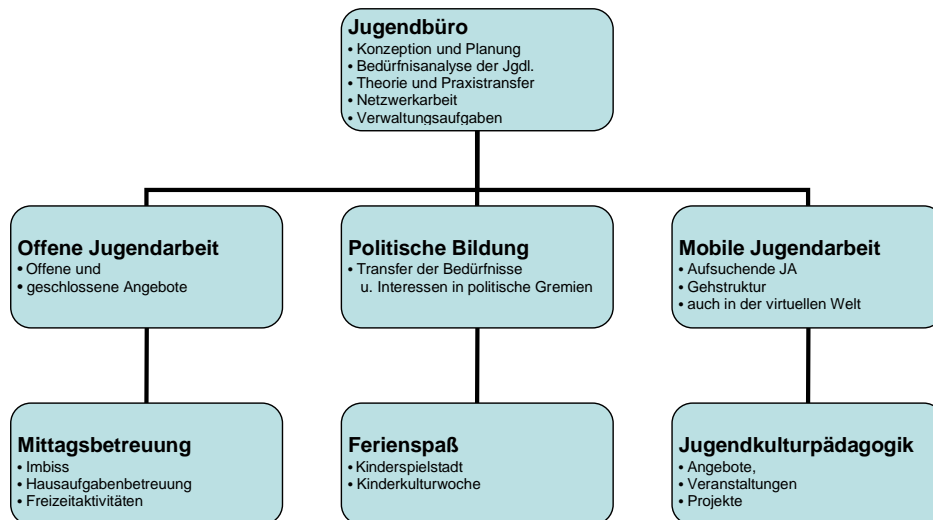 Jugendbüro
• Konzeption und Planung
• Bedürfnisanalyse der Jgdl.
• Theorie und Praxistransfer
• Netzwerkarbeit
• Verwaltungsaufgaben
Offene Jugendarbeit
• Offene und
• geschlossene Angebote
Politische Bildung
• Transfer der Bedürfnisse
u. Interessen in politische Gremien
Mobile Jugendarbeit
• Aufsuchende JA
• Gehstruktur
• auch in der virtuellen Welt
Mittagsbetreuung
• Imbiss
• Hausaufgabenbetreuung
• Freizeitaktivitäten
Ferienspaß
• Kinderspielstadt
• Kinderkulturwoche
Jugendkulturpädagogik
• Angebote,
• Veranstaltungen
• Projekte